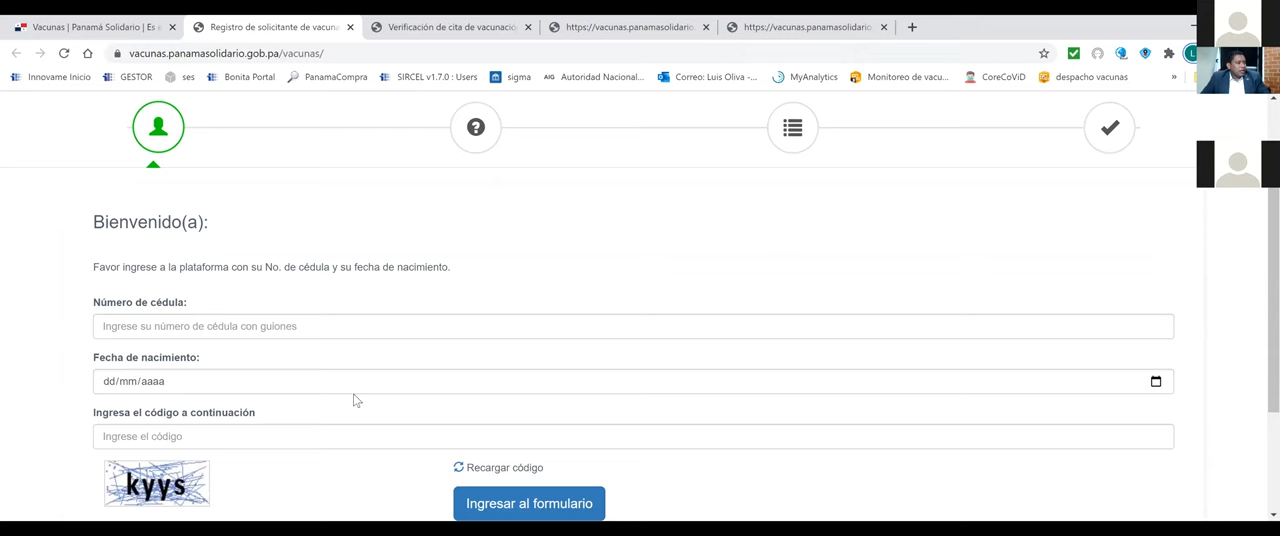 Vacunas | Panamá Solidario | Es e
Registro de solicitante de vacuna
Verificación de cita de vacunació
https://vacunas.panamasolidario
https://vacunas.panamasolidario
vacunas.panamasolidario.gob.pa/vacunas/
Innovame Inicio
GESTOR
ses
Bonita Portal
PanamaCompra
SIRCEL v1.7.0 : Users
sigma
AIG
Autoridad Nacional...
Correo: Luis Oliva -...
MyAnalytics
Monitoreo de vacu...
CoreCoViD
despacho vacunas
»
Bienvenido(a):
Favor ingrese a la plataforma con su No. de cédula y su fecha de nacimiento.
Número de cédula:
Ingrese su número de cédula con guiones
Fecha de nacimiento:
dd/mm/aaaa
Ingresa el código a continuación
Ingrese el código
kyys
Recargar código
Ingresar al formulario